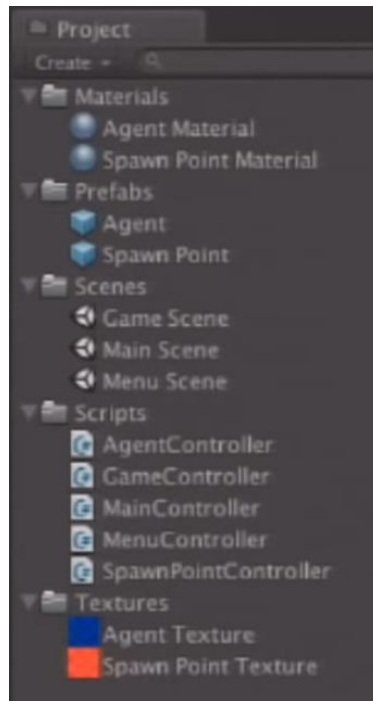 Project
Create
Materials
Agent Material
Spawn Point Material
Prefabs
Agent
Spawn Point
Scenes
Game Scene
Main Scene
Menu Scene
Scripts
AgentController
GameController
MainController
MenuController
SpawnPointController
Textures
Agent Texture
Spawn Point Texture